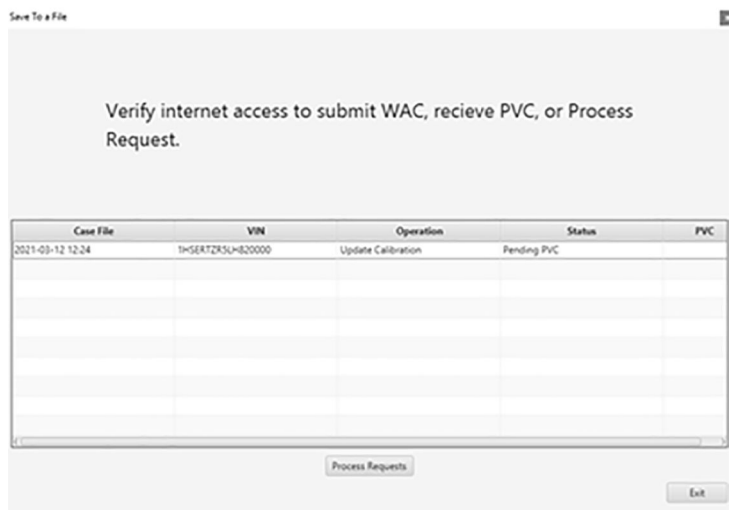 Save To a File
Verify internet access to submit WAC, recieve PVC, or Process
Request.
Case File VIN Operation Status PVC
2021-03-12 12:24 1HSERTZR5LH820000 Update Calibration Pending PVC
Process Requests
Exit